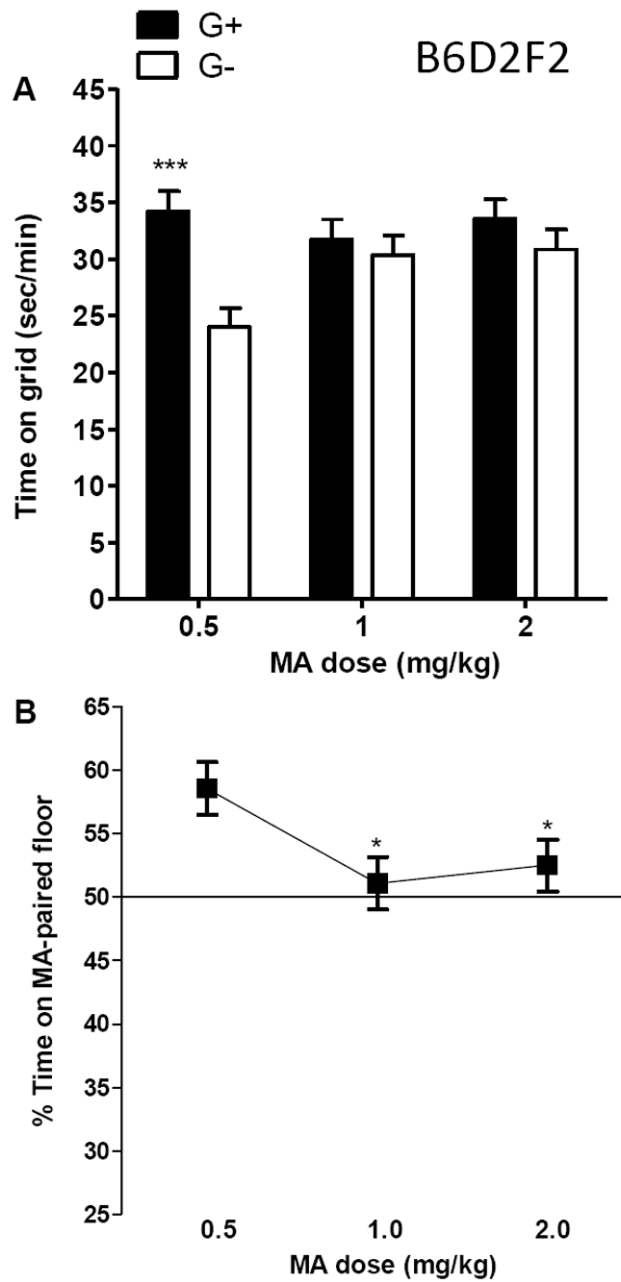 G+
G-
B6D2F2
A
45
40
35
30
25
20
15
10
5
0
***
Time on grid (sec/min)
0.5 1 2
MA dose (mg/kg)
B
65
60
55
50
45
40
35
30
25
* *
% Time on MA-paired floor
0.5 1.0 2.0
MA dose (mg/kg)